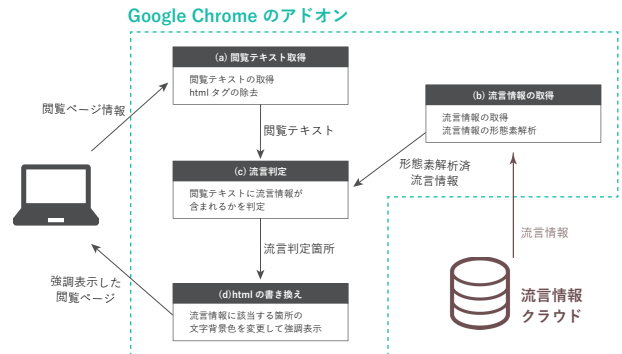 Google Chrome のアドオン
(a) 閲覧テキスト取得
閲覧テキストの取得
html タグの除去
閲覧ページ情報
(b) 流言情報の取得
流言情報の取得
流言情報の形態素解析
閲覧テキスト
形態素解析済
流言情報
(c) 流言判定
閲覧テキストに流言情報が
含まれるかを判定
流言情報
流言判定箇所
強調表示した
閲覧ページ
(d)html の書き換え
流言情報に該当する箇所の
文字背景色を変更して強調表示
流言情報
クラウド